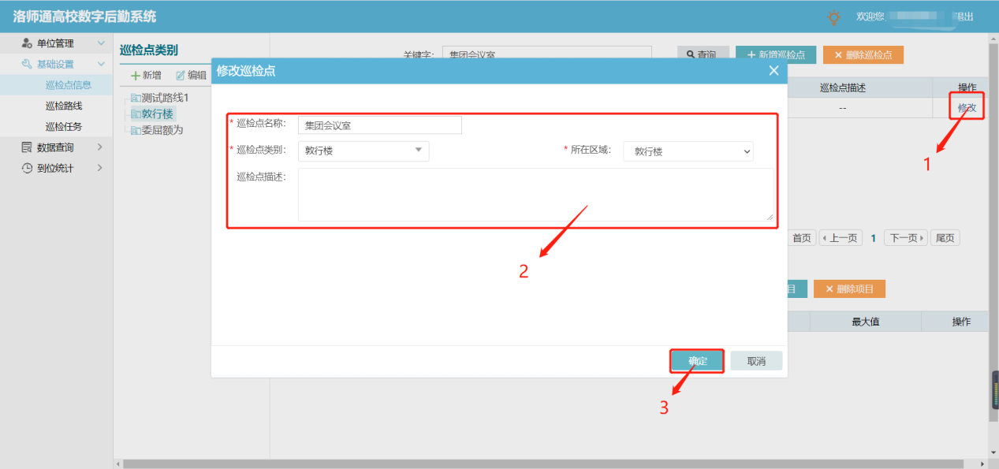 洛师通高校数字后勤系统
欢迎您
单位管理
基础设置
巡检点信息
巡检路线
巡检任务
数据查询
到位统计
巡检点类别
新增
编辑
测试路线1
敦行楼
委屈额为
关键字:
集团会议室
查询
新增巡检点
删除巡检点
巡检点描述
操作
--
修改
1
修改巡检点
* 巡检点名称:
集团会议室
* 巡检点类别:
敦行楼
* 所在区域:
敦行楼
巡检点描述:
2
首页
上一页
1
下一页
尾页
目
删除项目
最大值
操作
确定
取消
3